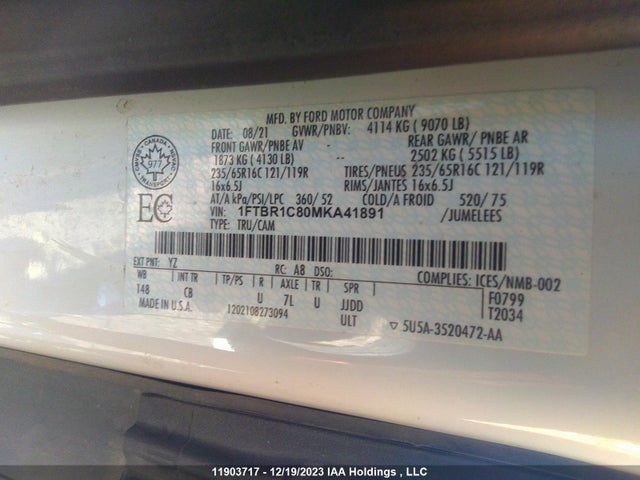 MFD. BY FORD MOTOR COMPANY
DATE: 08/21 GVWR/PNBV: 4114 KG ( 9070 LB)
FRONT GAWR/ PNBE AV REAR GAWR/ PNBE AR
1873 KG ( 4130 LB) 2502 KG ( 5515 LB)
235/65R16C 121/119R TIRES/PNEUS 235/65R16C 121/119R
16x6.5J RIMS/JANTES 16x6.5J
AT/A kPa/PSI/LPC 360/ 52 COLD/A FROID 520/ 75
VIN: 1FTBR1C80MKA41891 /JUMELEES
TYPE: TRU/CAM
CANADA
977
TRANSPORT
EC
EXT PNT: YZ RC: A8 DSO: COMPLIES: ICES/NMB-002
WB INT TR TP/PS R AXLE TR SPR F0799
148 CB U 7L U JJDD T2034
MADE IN U.S.A. 1202108273094 ULT ▽ 5U5A-3520472-AA
11903717 - 12/19/2023 IAA Holdings , LLC